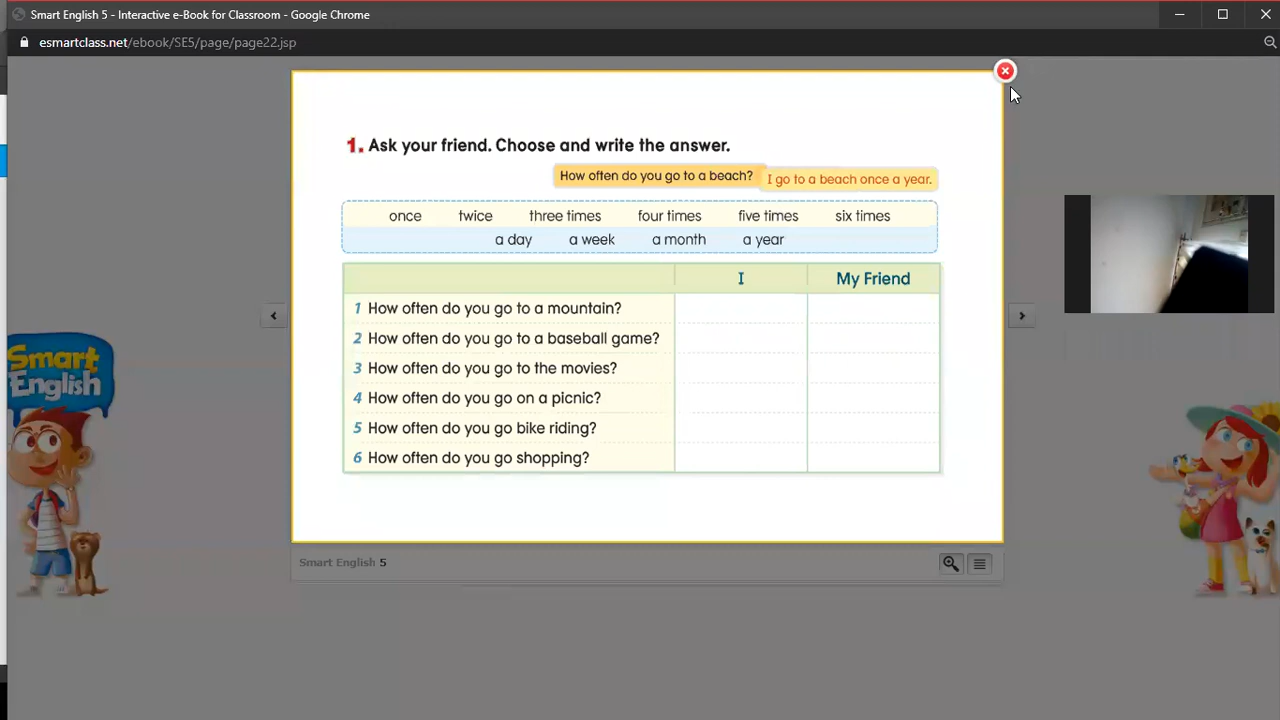 Smart English 5 - Interactive e-Book for Classroom - Google Chrome
esmartclass.net/ebook/SE5/page/page22.jsp
1. Ask your friend. Choose and write the answer.
How often do you go to a beach? I go to a beach once a year.
once twice three times four times five times six times
a day a week a month a year
I My Friend
1 How often do you go to a mountain?
2 How often do you go to a baseball game?
3 How often do you go to the movies?
4 How often do you go on a picnic?
5 How often do you go bike riding?
6 How often do you go shopping?
Smart
English
Smart English 5